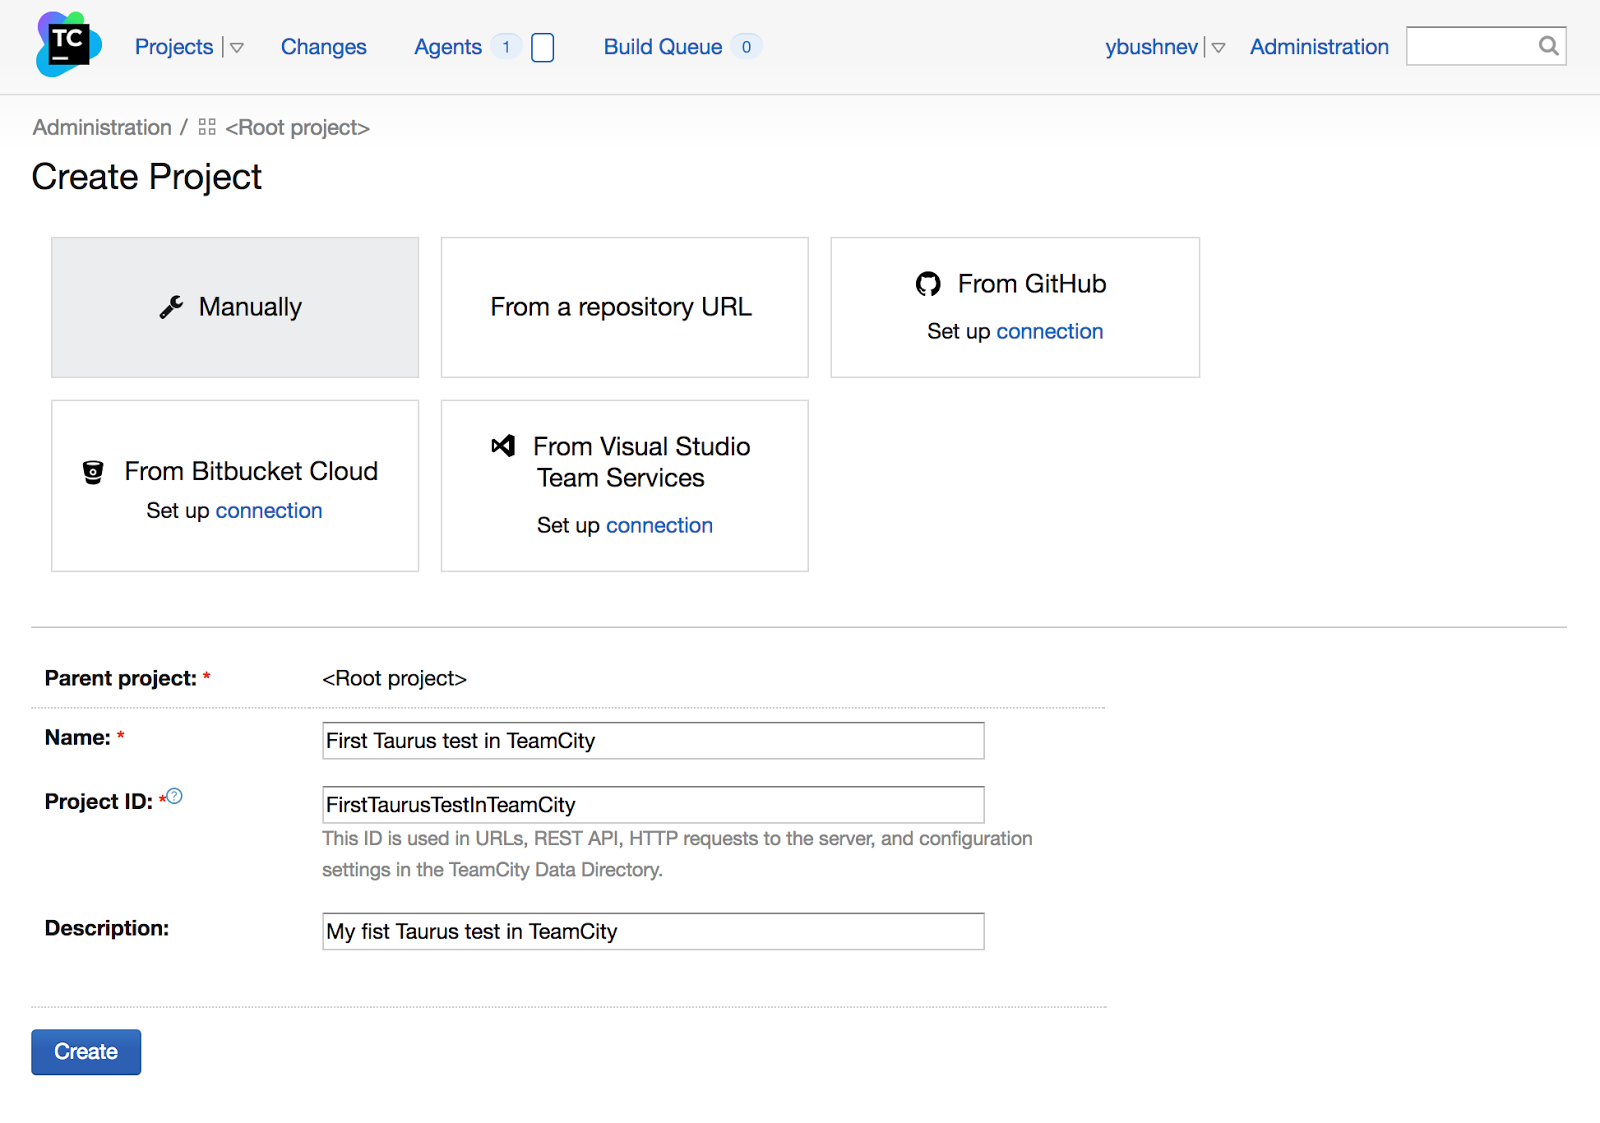 TC
Projects
Changes
Agents 1
Build Queue 0
ybushnev
Administration
Administration / <Root project>
Create Project
Manually
From a repository URL
From GitHub
Set up connection
From Bitbucket Cloud
Set up connection
From Visual Studio
Team Services
Set up connection
Parent project: * <Root project>
Name: * First Taurus test in TeamCity
Project ID: *? FirstTaurusTestInTeamCity
This ID is used in URLs, REST API, HTTP requests to the server, and configuration
settings in the TeamCity Data Directory.
Description: My fist Taurus test in TeamCity
Create